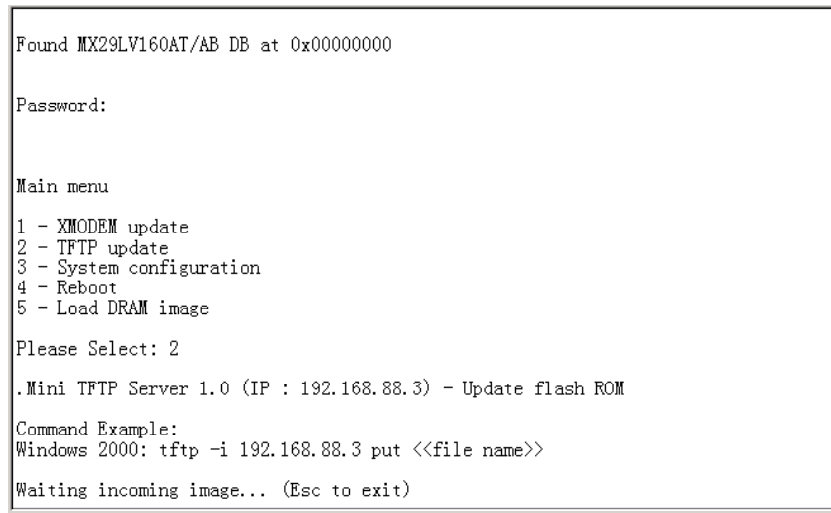 Found MX29LV160AT/AB DB at 0x00000000
Password:
Main menu
1 - XMODEM update
2 - TFTP update
3 - System configuration
4 - Reboot
5 - Load DRAM image
Please Select: 2
.Mini TFTP Server 1.0 (IP : 192.168.88.3) - Update flash ROM
Command Example:
Windows 2000: tftp -i 192.168.88.3 put <<file name>>
Waiting incoming image... (Esc to exit)